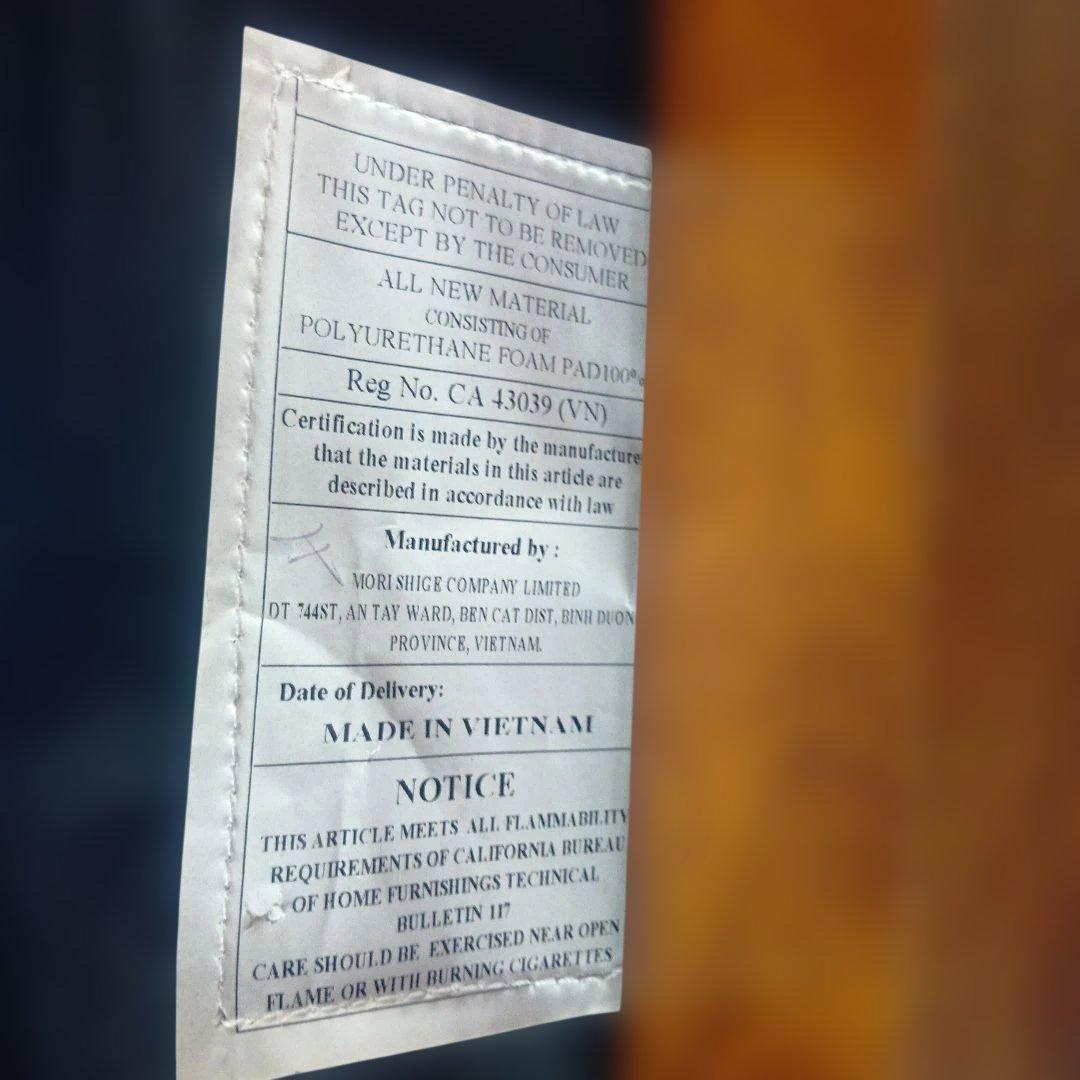 UNDER PENALTY OF LAW
THIS TAG NOT TO BE REMOVED
EXCEPT BY THE CONSUMER
ALL NEW MATERIAL
CONSISTING OF
POLYURETHANE FOAM PAD100%
Reg No. CA 43039 (VN)
Certification is made by the manufacture
that the materials in this article are
described in accordance with law
Manufactured by :
MORI SHIGE COMPANY LIMITED
DT 744ST, AN TAY WARD, BEN CAT DIST, BINH DUON
PROVINCE, VIETNAM.
Date of Delivery:
MADE IN VIETNAM
NOTICE
THIS ARTICLE MEETS ALL FLAMMABILITY
REQUIREMENTS OF CALIFORNIA BUREAU
OF HOME FURNISHINGS TECHNICAL
BULLETIN 117
CARE SHOULD BE EXERCISED NEAR OPEN
FLAME OR WITH BURNING CIGARETTES